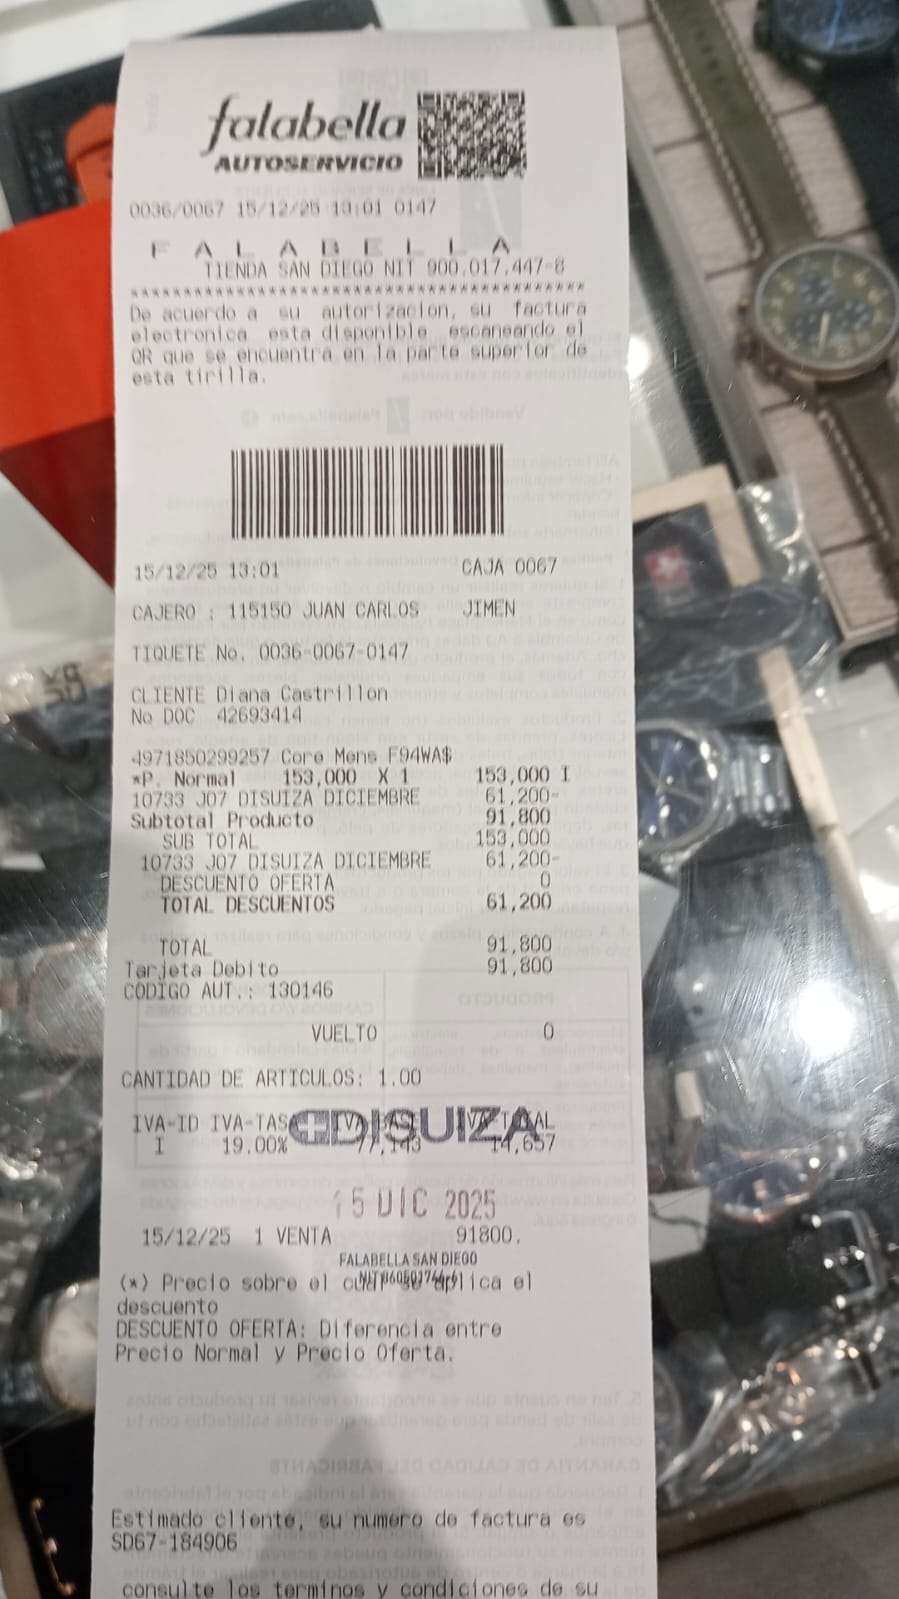 falabella
AUTOSERVICIO
0036/0067 15/12/25 13:01 0147
F A L A B E L L A
TIENDA SAN DIEGO NIT 900.017.447-8
****************************************
De acuerdo a su autorizacion, su factura
electronica esta disponible escaneando el
QR que se encuentra en la parte superior de
esta tirilla.
15/12/25 13:01 CAJA 0067
CAJERO : 115150 JUAN CARLOS JIMEN
TIQUETE No. 0036-0067-0147
CLIENTE Diana Castrillon
No DOC 42693414
4971850299257 Core Mens F94WA$
*P. Normal 153,000 X 1 153,000 I
10733 J07 DISUIZA DICIEMBRE 61,200-
Subtotal Producto 91,800
SUB TOTAL 153,000
10733 J07 DISUIZA DICIEMBRE 61,200-
DESCUENTO OFERTA 0
TOTAL DESCUENTOS 61,200
TOTAL 91,800
Tarjeta Debito 91,800
CODIGO AUT.: 130146
VUELTO 0
CANTIDAD DE ARTICULOS: 1.00
IVA-ID IVA-TAS
DISUIZA
I 19.00% 77,143 14,657
15 DIC 2025
15/12/25 1 VENTA 91800.
FALABELLA SAN DIEGO
(*) Precio sobre el cual se aplica el
descuento
DESCUENTO OFERTA: Diferencia entre
Precio Normal y Precio Oferta.
Estimado cliente, su numero de factura es
SD67-184906
consulte los terminos y condiciones de su